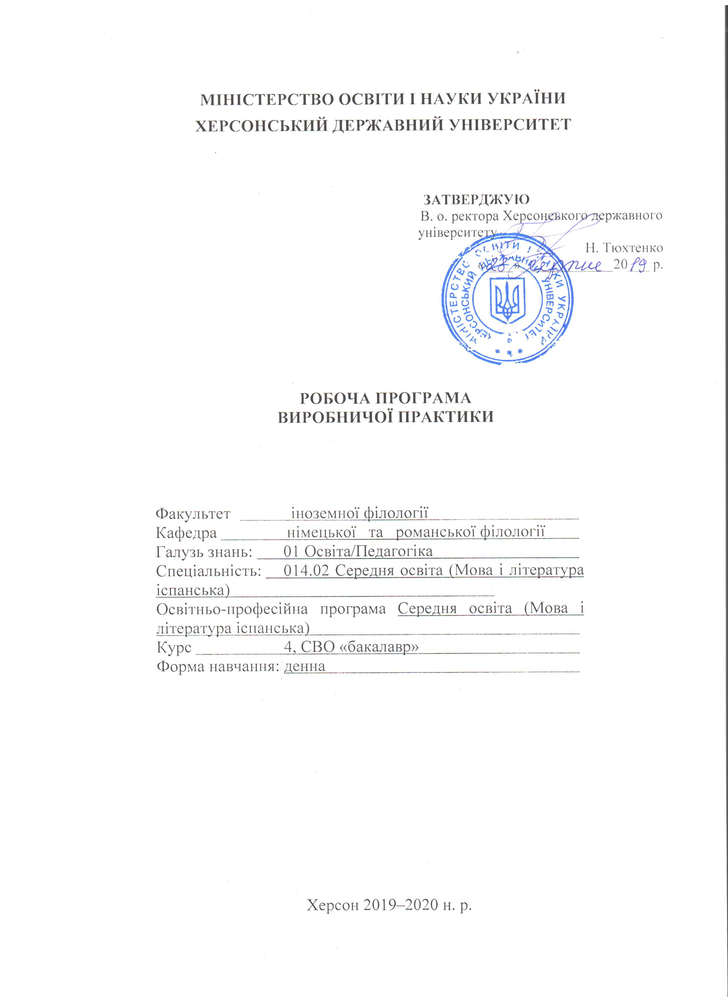 МІНІСТЕРСТВО ОСВІТИ І НАУКИ УКРАЇНИ
ХЕРСОНСЬКИЙ ДЕРЖАВНИЙ УНІВЕРСИТЕТ
ЗАТВЕРДЖУЮ
В. о. ректора Херсонського державного
університету
Н. Тюхтенко
«28» серпня 2019 р.
МІНІСТЕРСТВО ОСВІТИ І НАУКИ УКРАЇНИ
ХЕРСОНСЬКИЙ ДЕРЖАВНИЙ УНІВЕРСИТЕТ
* * *
РОБОЧА ПРОГРАМА
ВИРОБНИЧОЇ ПРАКТИКИ
Факультет іноземної філології
Кафедра німецької та романської філології
Галузь знань: 01 Освіта/Педагогіка
Спеціальність: 014.02 Середня освіта (Мова і література
іспанська)
Освітньо-професійна програма Середня освіта (Мова і
література іспанська)
Курс 4, СВО «бакалавр»
Форма навчання: денна
Херсон 2019–2020 н. р.